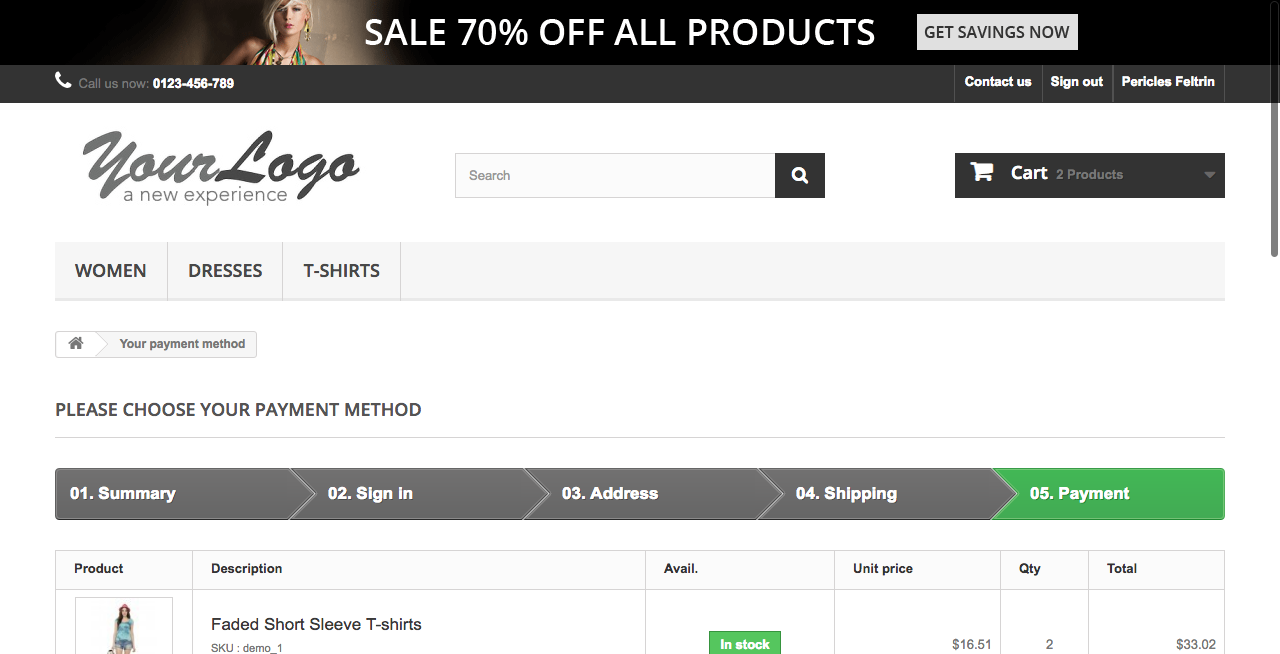 SALE 70% OFF ALL PRODUCTS GET SAVINGS NOW
Call us now: 0123-456-789 Contact us Sign out Pericles Feltrin
YourLogo
a new experience
Search Cart 2 Products
WOMEN DRESSES T-SHIRTS
Your payment method
PLEASE CHOOSE YOUR PAYMENT METHOD
01. Summary 02. Sign in 03. Address 04. Shipping 05. Payment
Product Description Avail. Unit price Qty Total
Faded Short Sleeve T-shirts
In stock $16.51 2 $33.02
SKU : demo_1